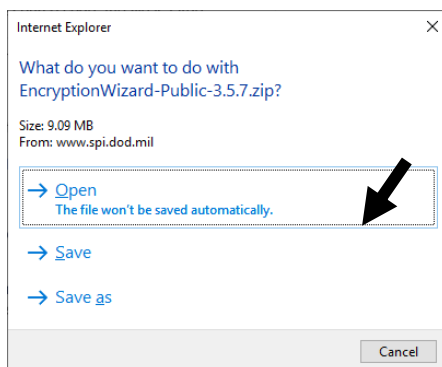 Internet Explorer
What do you want to do with
EncryptionWizard-Public-3.5.7.zip?
Size: 9.09 MB
From: www.spi.dod.mil
Open
The file won't be saved automatically.
Save
Save as
Cancel